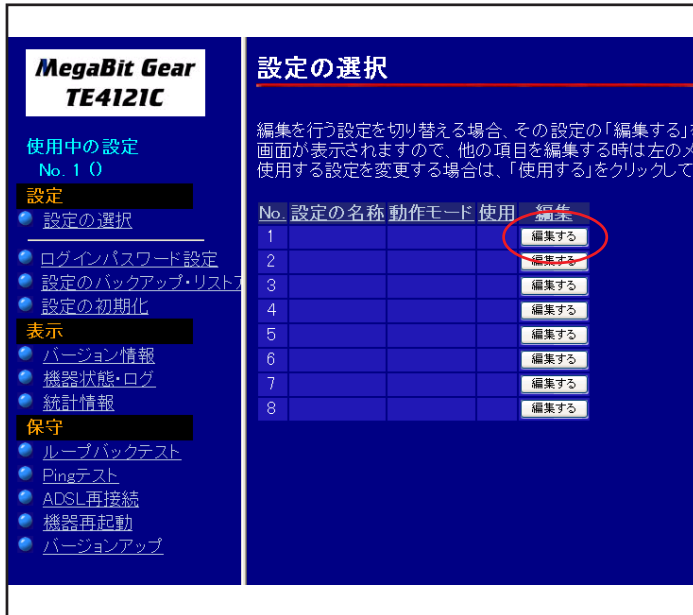 MegaBit Gear
TE4121C
使用中の設定
No. 1 ()
設定
設定の選択
ログインパスワード設定
設定のバックアップ・リストア
設定の初期化
表示
バージョン情報
機器状態・ログ
統計情報
保守
ループバックテスト
Pingテスト
ADSL再接続
機器再起動
バージョンアップ
設定の選択
編集を行う設定を切り替える場合、その設定の「編集する」
画面が表示されますので、他の項目を編集する時は左のメ
使用する設定を変更する場合は、「使用する」をクリックして
No. 設定の名称 動作モード 使用 編集
1 編集する
2 編集する
3 編集する
4 編集する
5 編集する
6 編集する
7 編集する
8 編集する